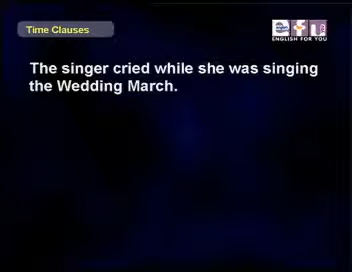 Time Clauses
ENGLISH FOR YOU
The singer cried while she was singing
the Wedding March.